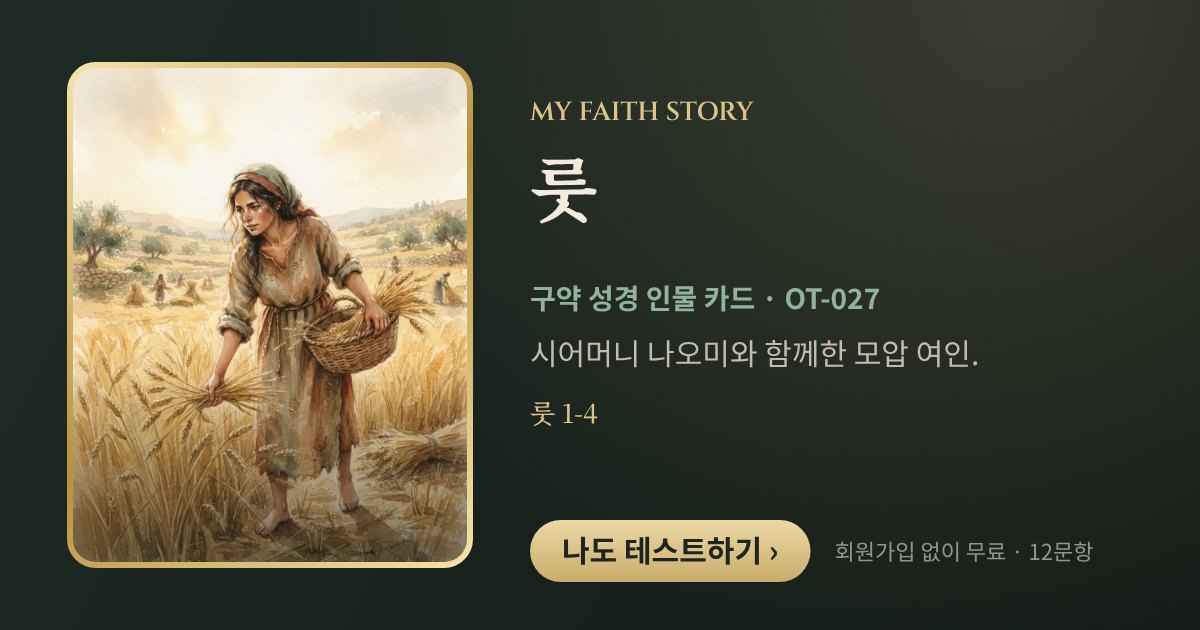 MY FAITH STORY
룻
구약 성경 인물 카드 · OT-027
시어머니 나오미와 함께한 모압 여인.
룻 1-4
나도 테스트하기 ›
회원가입 없이 무료 · 12문항